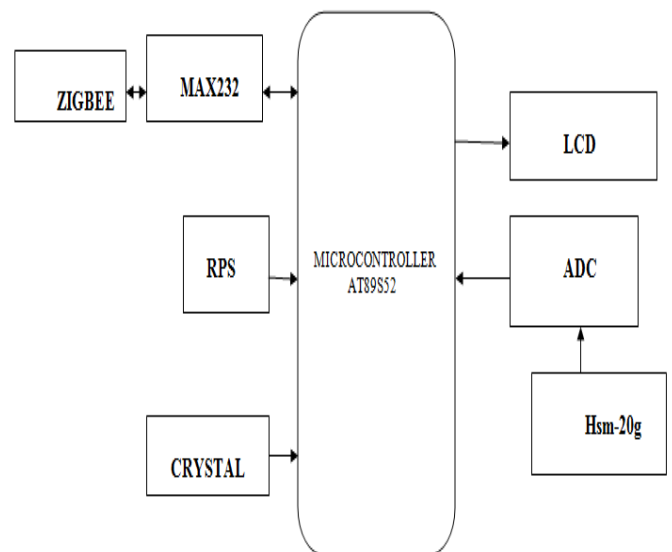 ZIGBEE
MAX232
LCD
RPS
MICROCONTROLLER
AT89S52
ADC
Hsm-20g
CRYSTAL